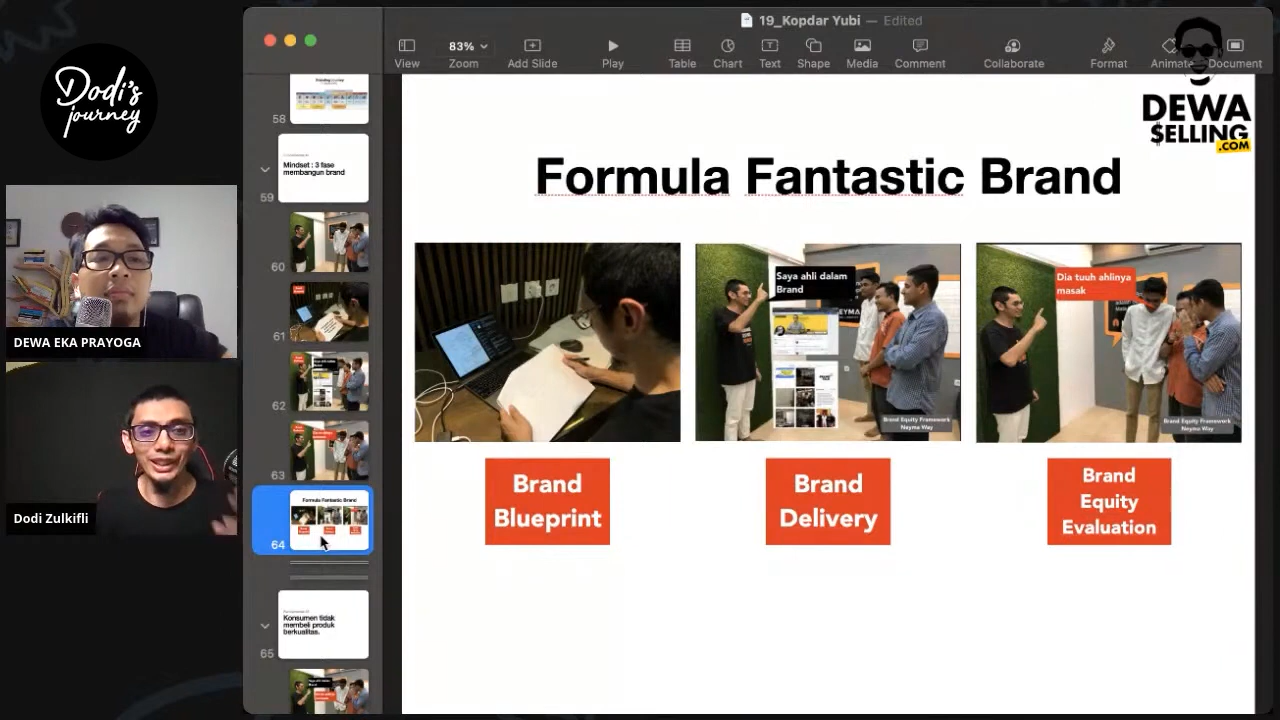 Dodi's
journey
DEWA EKA PRAYOGA
Dodi Zulkifli
19_Kopdar Yubi — Edited
View
83%
Zoom
Add Slide
Play
Table
Chart
Text
Shape
Media
Comment
Collaborate
Format
Animate
Document
DEWA
$ELLING
.COM
58
Mindset : 3 fase
membangun brand
59
60
61
62
63
Formula Fantastic Brand
64
Konsumen tidak
membeli produk
berkualitas.
65
Formula Fantastic Brand
Saya ahli dalam
Brand
Brand Equity Framework
Neyma Way
Dia tuuh ahlinya
masak
Brand Equity Framework
Neyma Way
Brand
Blueprint
Brand
Delivery
Brand
Equity
Evaluation